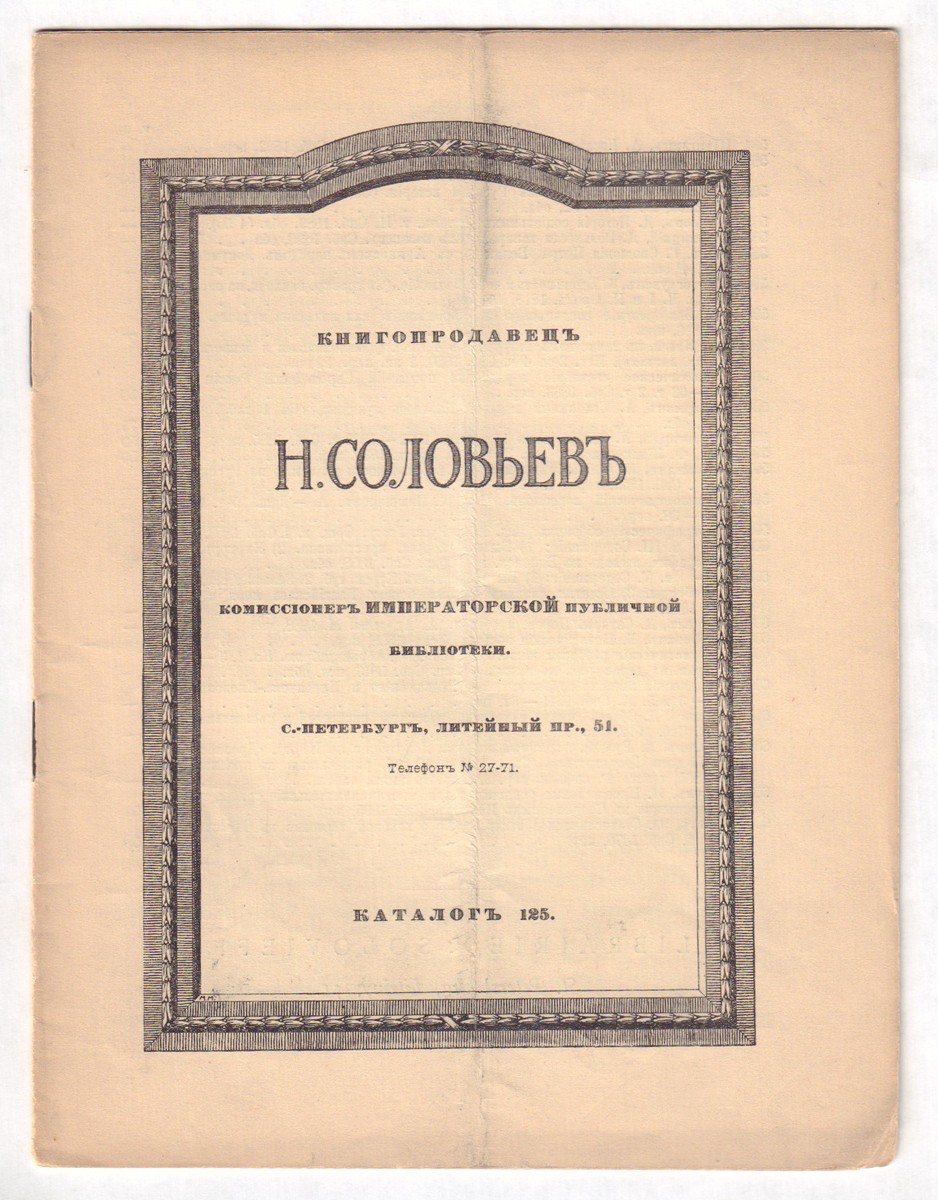 КНИГОПРОДАВЕЦЪ
Н.СОЛОВЬЕВЪ
КОМИССІОНЕРЪ ИМПЕРАТОРСКОЙ ПУБЛИЧНОЙ
БИБЛІОТЕКИ.
С.-ПЕТЕРБУРГЪ, ЛИТЕЙНЫЙ ПР., 51.
Телефонъ № 27-71.
КАТАЛОГЪ 125.